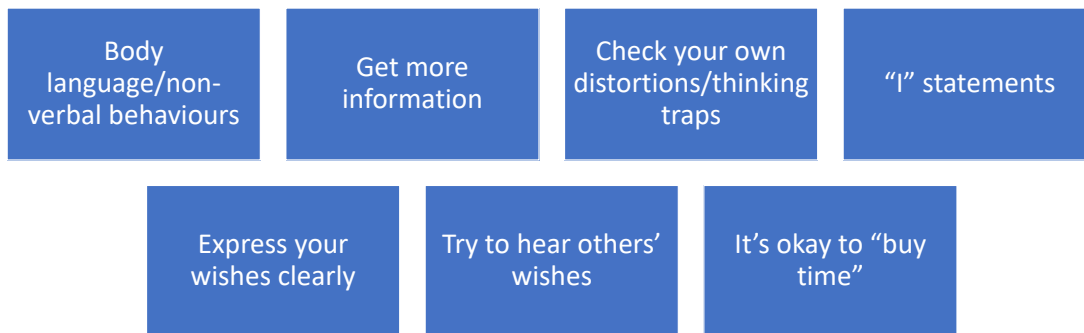 Body
language/non-
verbal behaviours
Get more
information
Check your own
distortions/thinking
traps
“I” statements
Express your
wishes clearly
Try to hear others’
wishes
It’s okay to “buy
time”